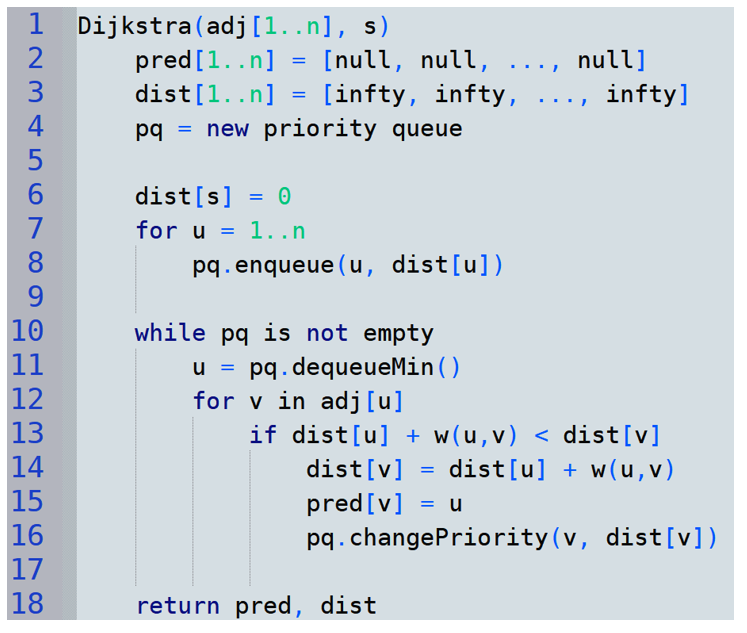 1 Dijkstra(adj[1..n], s)
2     pred[1..n] = [null, null, ..., null]
3     dist[1..n] = [infty, infty, ..., infty]
4     pq = new priority queue
5
6     dist[s] = 0
7     for u = 1..n
8         pq.enqueue(u, dist[u])
9
10     while pq is not empty
11         u = pq.dequeueMin()
12         for v in adj[u]
13             if dist[u] + w(u,v) < dist[v]
14                 dist[v] = dist[u] + w(u,v)
15                 pred[v] = u
16                 pq.changePriority(v, dist[v])
17
18     return pred, dist